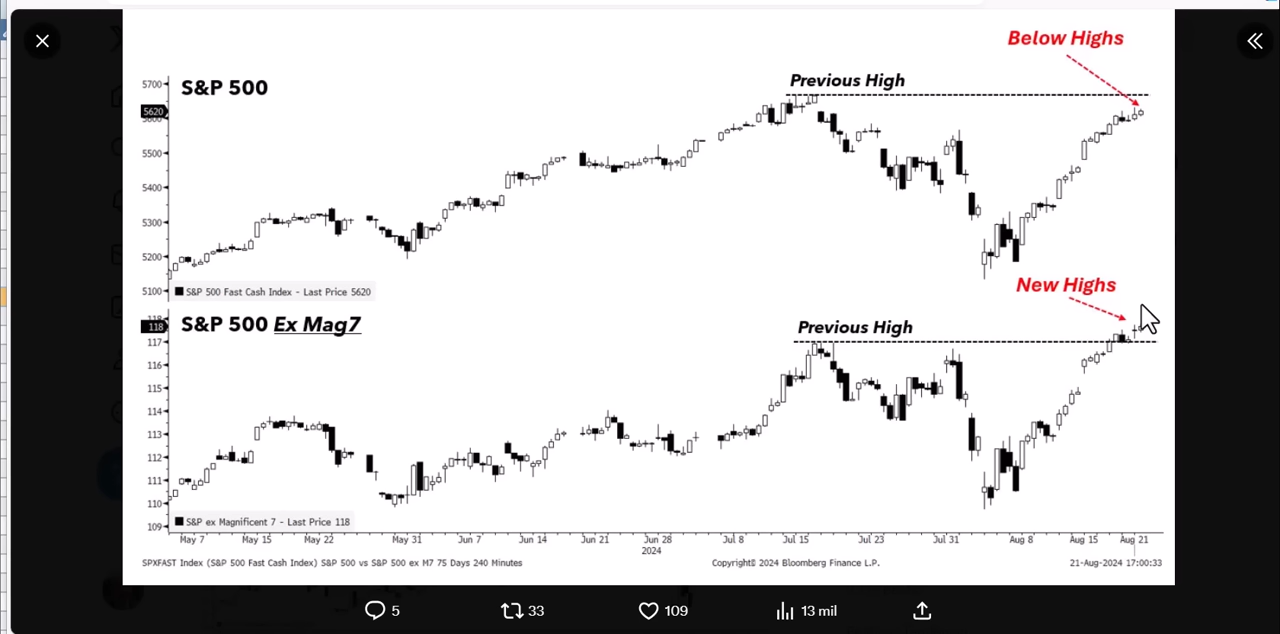 Below Highs
S&P 500
Previous High
5700
5620
5500
5400
5300
5200
5100
S&P 500 Fast Cash Index - Last Price 5620
New Highs
S&P 500 Ex Mag7
Previous High
118
117
116
115
114
113
112
111
110
109
S&P ex Magnificent 7 - Last Price 118
May 7 May 15 May 22 May 31 Jun 7 Jun 14 Jun 21 Jun 28 Jul 8 Jul 15 Jul 23 Jul 31 Aug 8 Aug 15 Aug 21
2024
SPXFAST Index (S&P 500 Fast Cash Index) S&P 500 vs S&P 500 ex M7 75 Days 240 Minutes Copyright© 2024 Bloomberg Finance L.P. 21-Aug-2024 17:00:33
5 33 109 13 mil